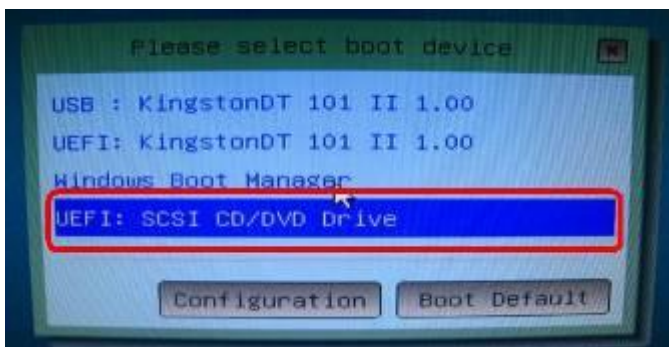 Please select boot device
USB : KingstonDT 101 II 1.00
UEFI: KingstonDT 101 II 1.00
Windows Boot Manager
UEFI: SCSI CD/DVD Drive
Configuration
Boot Default